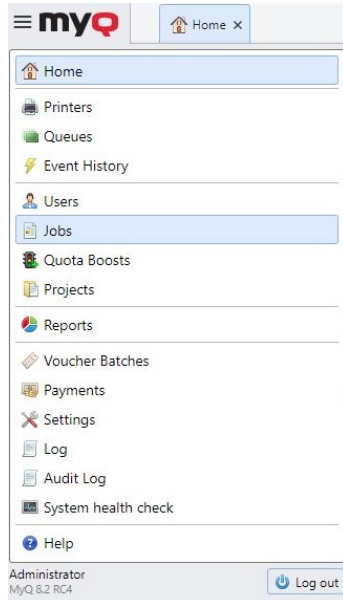 myQ
Home
Home
Printers
Queues
Event History
Users
Jobs
Quota Boosts
Projects
Reports
Voucher Batches
Payments
Settings
Log
Audit Log
System health check
Help
Administrator
MyQ 8.2 RC4
Log out